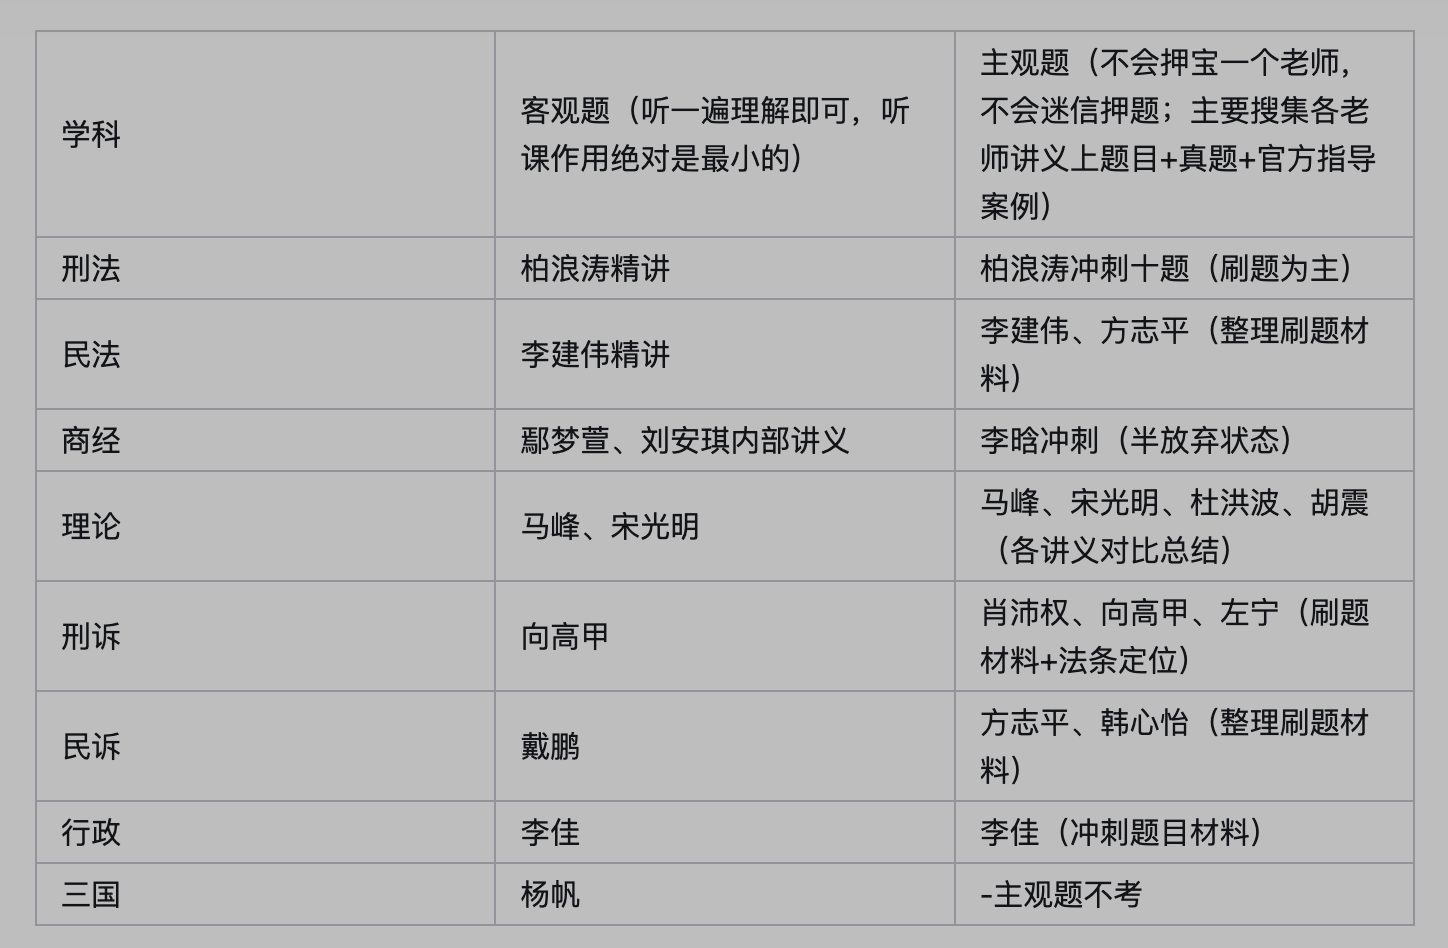 学科
客观题（听一遍理解即可，听
课作用绝对是最小的）
主观题（不会押宝一个老师，
不会迷信押题；主要搜集各老
师讲义上题目+真题+官方指导
案例）
刑法
柏浪涛精讲
柏浪涛冲刺十题（刷题为主）
民法
李建伟精讲
李建伟、方志平（整理刷题材
料）
商经
鄢梦萱、刘安琪内部讲义
李晗冲刺（半放弃状态）
理论
马峰、宋光明
马峰、宋光明、杜洪波、胡震
（各讲义对比总结）
刑诉
向高甲
肖沛权、向高甲、左宁（刷题
材料+法条定位）
民诉
戴鹏
方志平、韩心怡（整理刷题材
料）
行政
李佳
李佳（冲刺题目材料）
三国
杨帆
-主观题不考